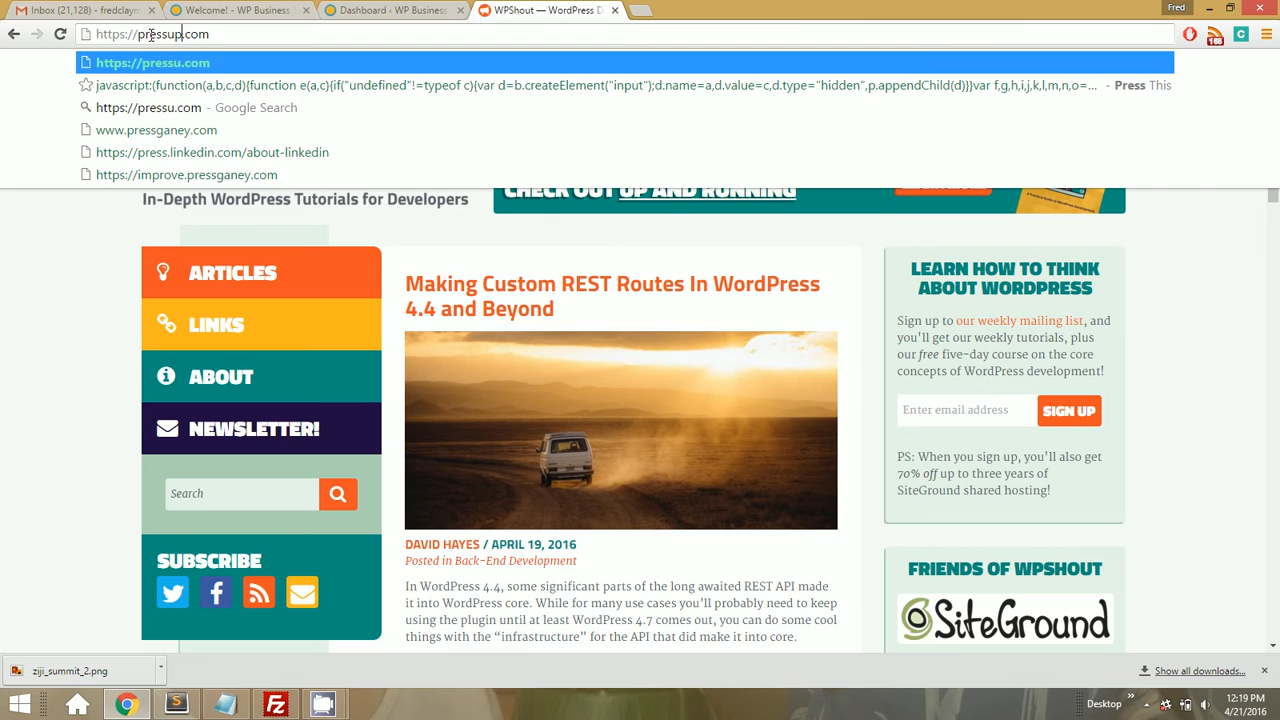 Inbox (21,128) - fredclaym
Welcome! - WP Business
Dashboard ‹ WP Business
WPShout — WordPress D
Fred
https://pressup.com
168
https://pressu.com
javascript:(function(a,b,c,d){function e(a,c){if("undefined"!=typeof c){var d=b.createElement("input");d.name=a,d.value=c,d.type="hidden",p.appendChild(d)}}var f,g,h,i,j,k,l,m,n,o=... - Press This
https://pressu.com - Google Search
www.pressganey.com
https://press.linkedin.com/about-linkedin
https://improve.pressganey.com
In-Depth WordPress Tutorials for Developers
CHECK OUT UP AND RUNNING
ARTICLES
LINKS
ABOUT
NEWSLETTER!
Search
SUBSCRIBE
Making Custom REST Routes In WordPress
4.4 and Beyond
DAVID HAYES / APRIL 19, 2016
Posted in Back-End Development
In WordPress 4.4, some significant parts of the long awaited REST API made
it into WordPress core. While for many use cases you'll probably need to keep
using the plugin until at least WordPress 4.7 comes out, you can do some cool
things with the “infrastructure” for the API that did make it into core.
LEARN HOW TO THINK
ABOUT WORDPRESS
Sign up to our weekly mailing list, and
you'll get our weekly tutorials, plus
our free five-day course on the core
concepts of WordPress development!
Enter email address
SIGN UP
PS: When you sign up, you'll also get
70% off up to three years of
SiteGround shared hosting!
FRIENDS OF WPSHOUT
SiteGround
ziji_summit_2.png
Show all downloads...
Desktop
12:19 PM
4/21/2016